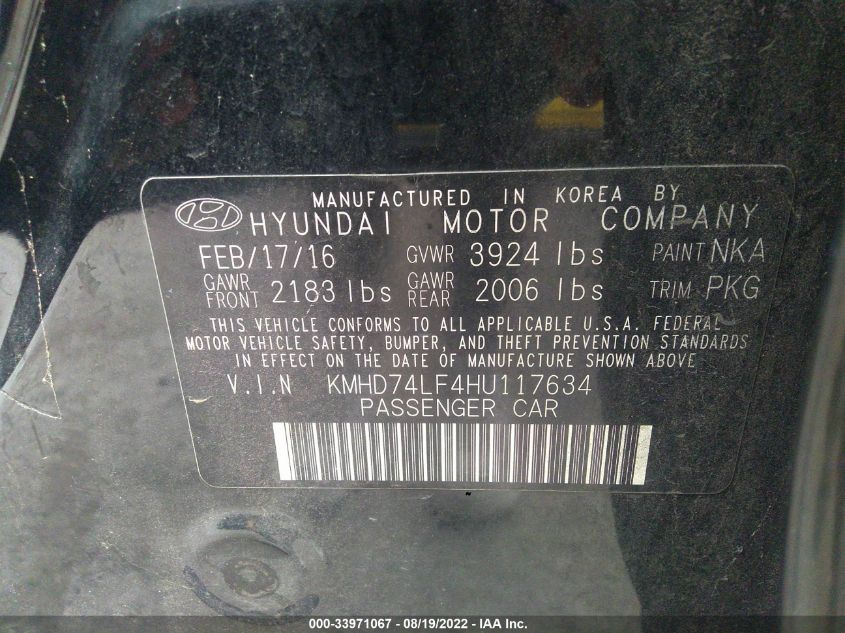 MANUFACTURED IN KOREA BY
HYUNDAI MOTOR COMPANY
FEB/17/16 GVWR 3924 lbs PAINT NKA
GAWR FRONT 2183 lbs GAWR REAR 2006 lbs TRIM PKG
THIS VEHICLE CONFORMS TO ALL APPLICABLE U.S.A. FEDERAL
MOTOR VEHICLE SAFETY, BUMPER, AND THEFT PREVENTION STANDARDS
IN EFFECT ON THE DATE OF MANUFACTURE SHOWN ABOVE
V.I.N KMHD74LF4HU117634
PASSENGER CAR
000-33971067 - 08/19/2022 - IAA Inc.